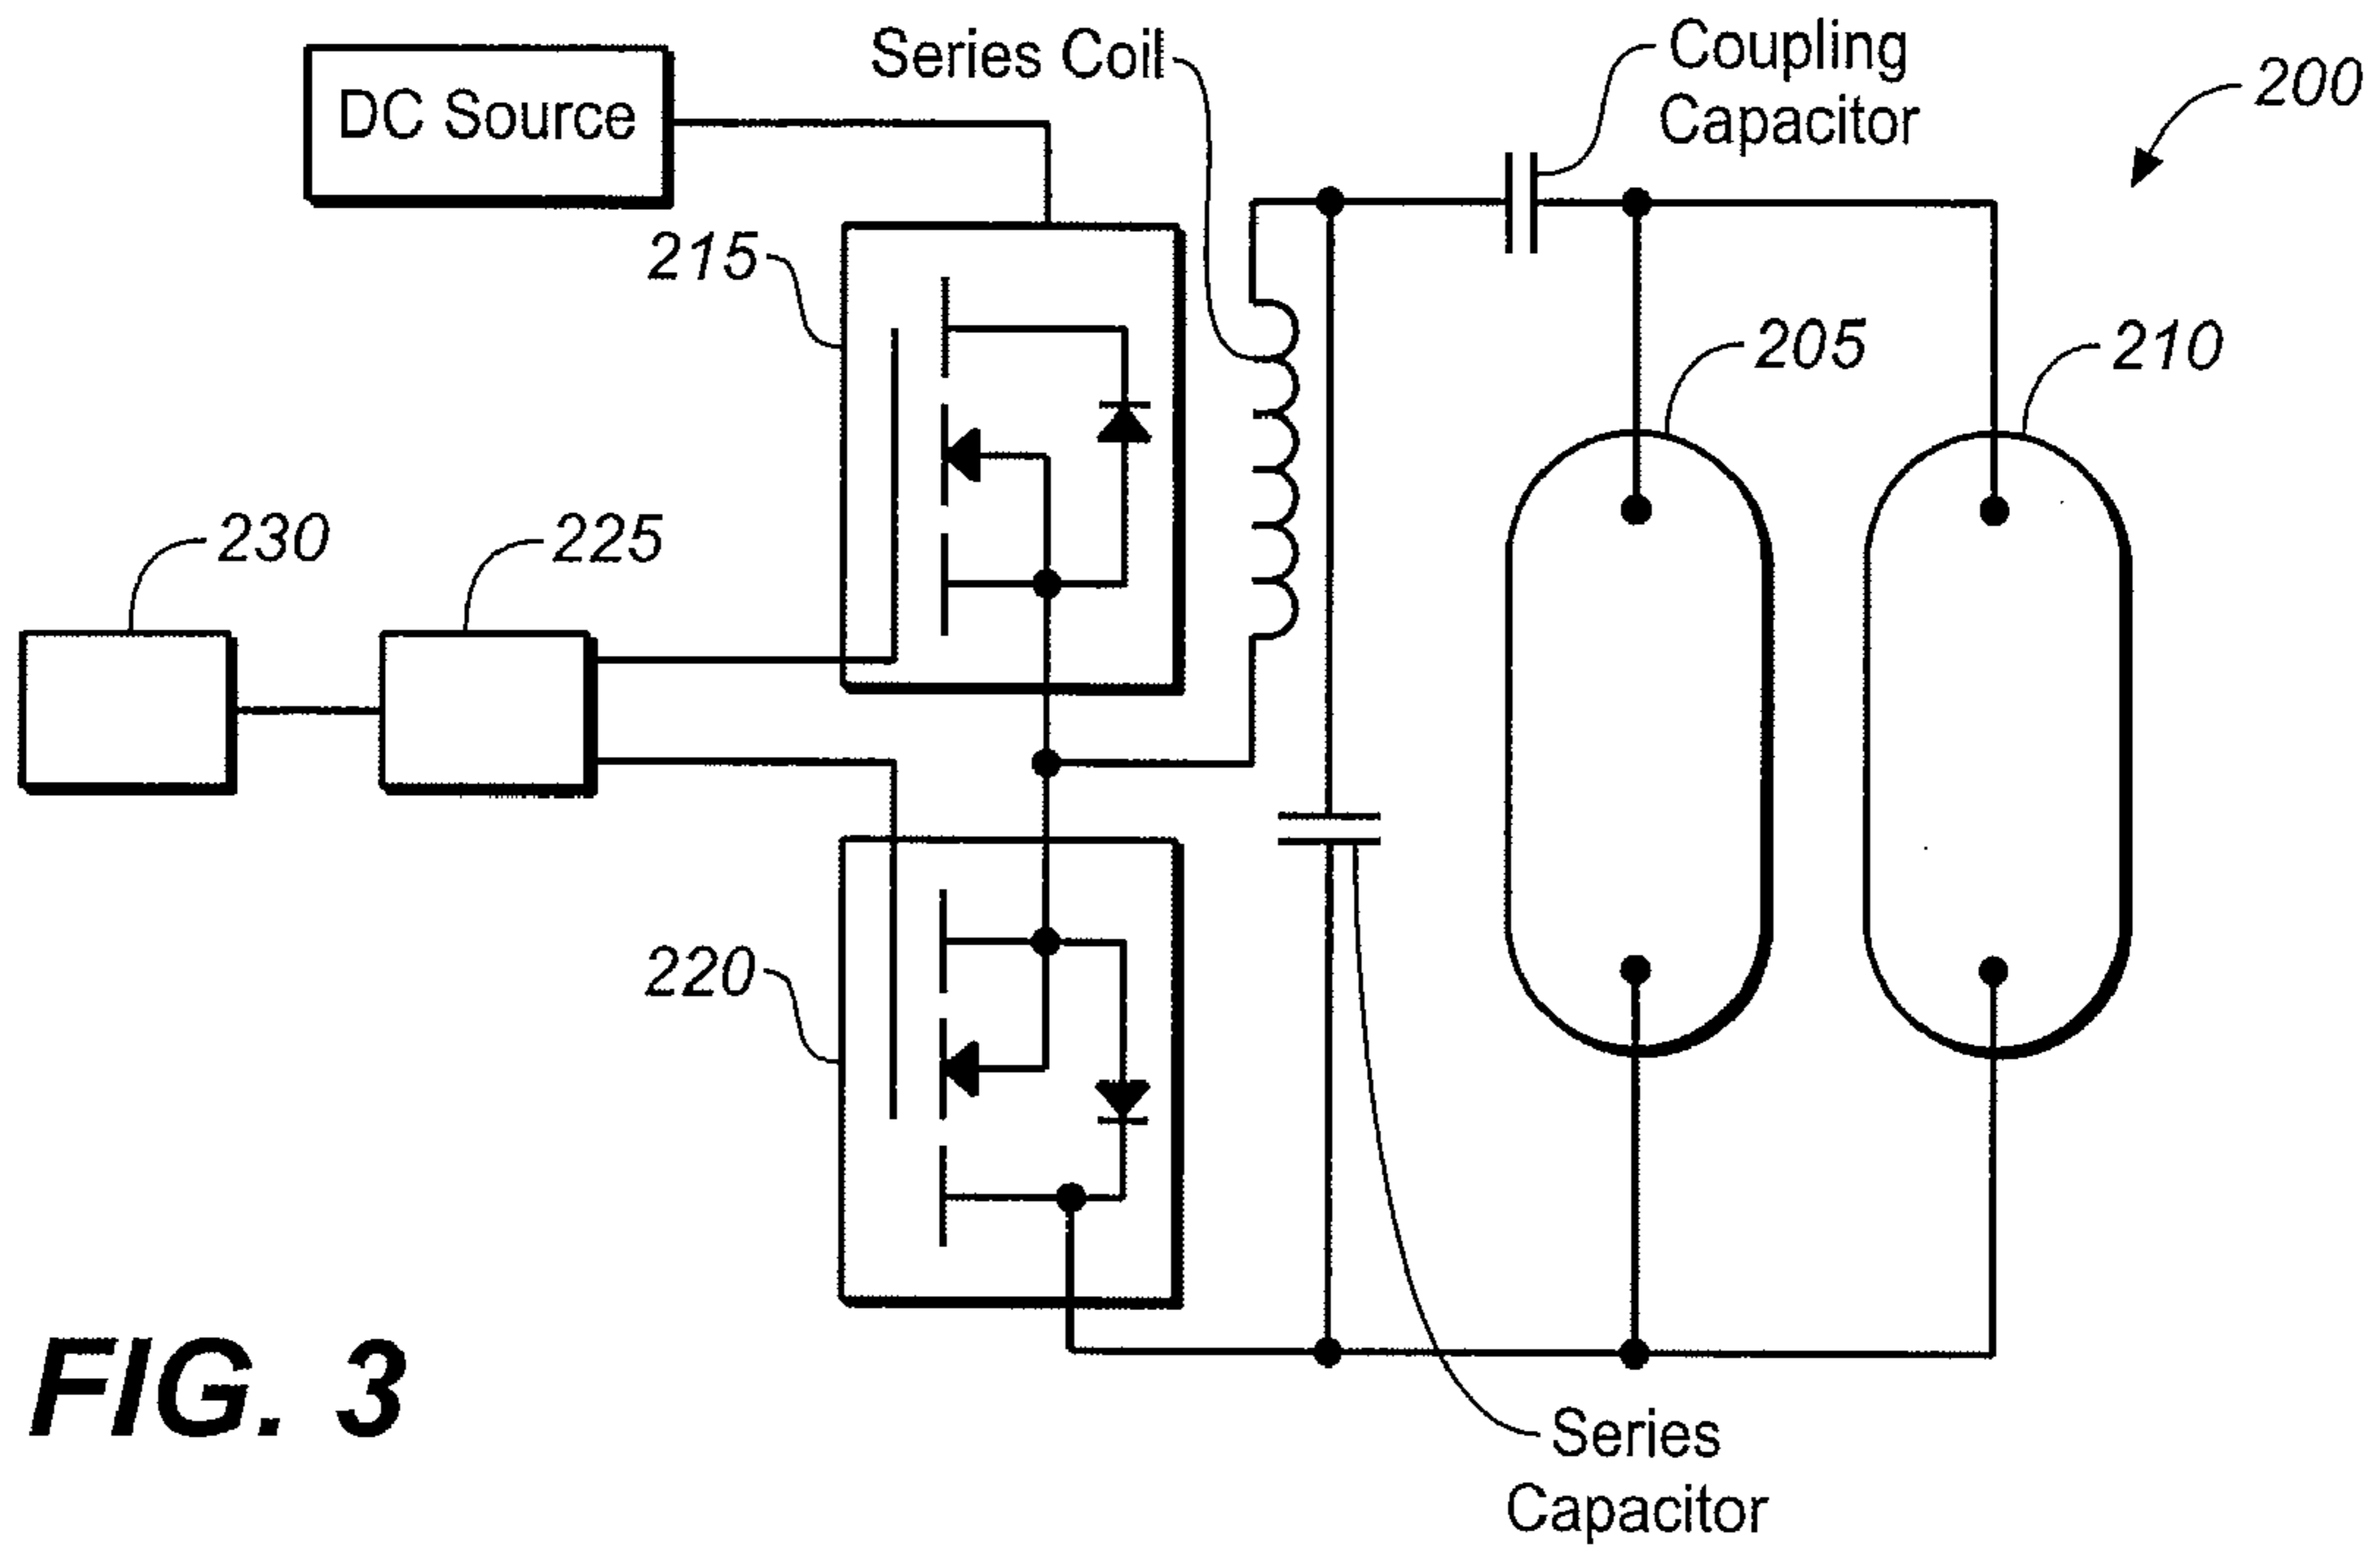 Series Coil
Coupling
Capacitor
200
DC Source
215
205
210
230
225
220
FIG. 3
Series
Capacitor